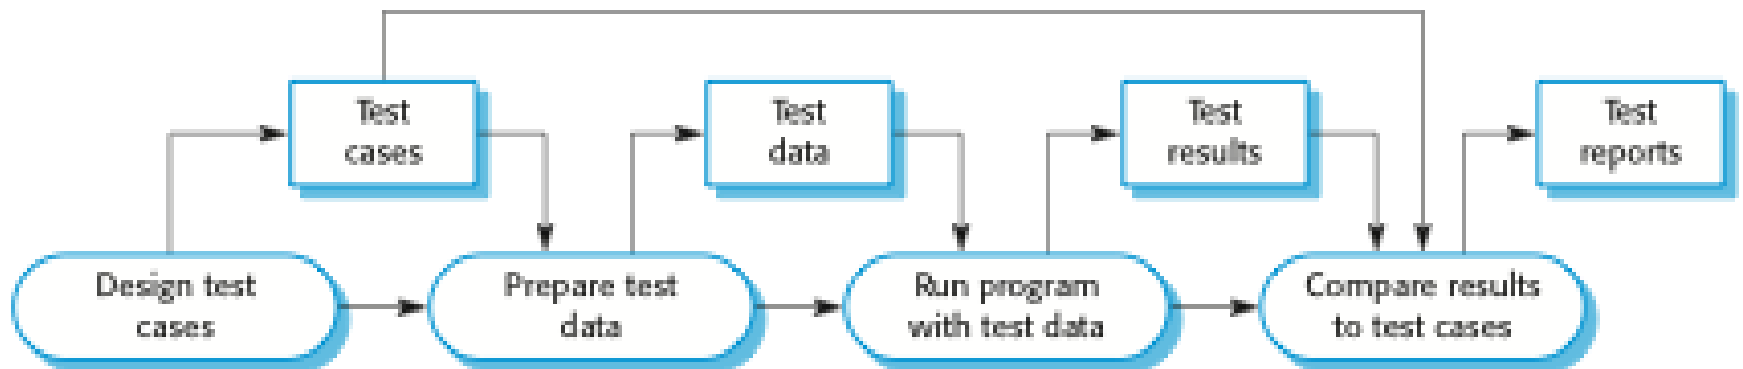 Test
cases
Test
data
Test
results
Test
reports
Design test
cases
Prepare test
data
Run program
with test data
Compare results
to test cases